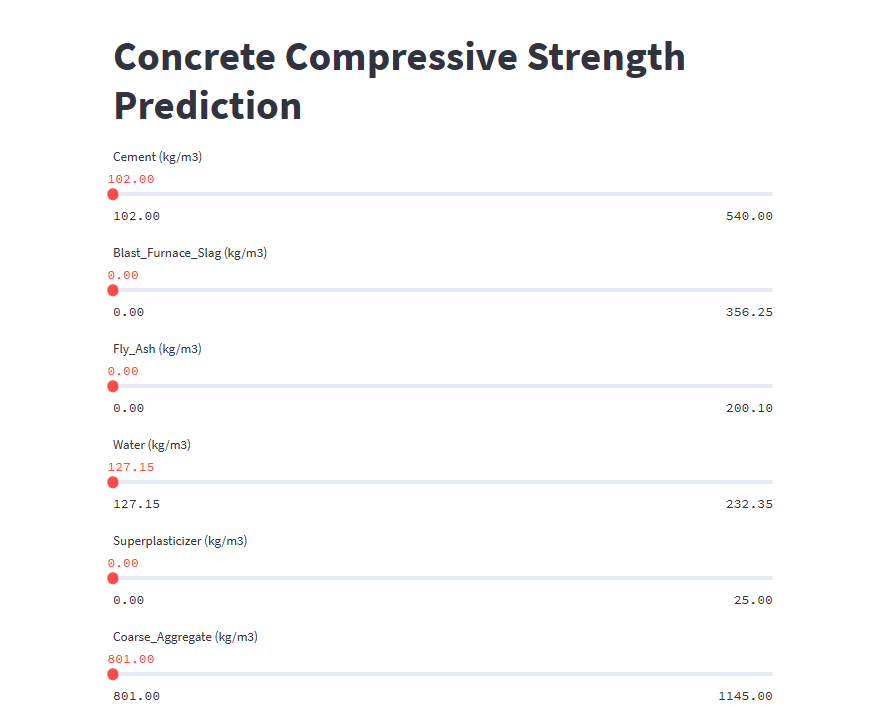 Concrete Compressive Strength
Prediction
Cement (kg/m3)
102.00
102.00 540.00
Blast_Furnace_Slag (kg/m3)
0.00
0.00 356.25
Fly_Ash (kg/m3)
0.00
0.00 200.10
Water (kg/m3)
127.15
127.15 232.35
Superplasticizer (kg/m3)
0.00
0.00 25.00
Coarse_Aggregate (kg/m3)
801.00
801.00 1145.00